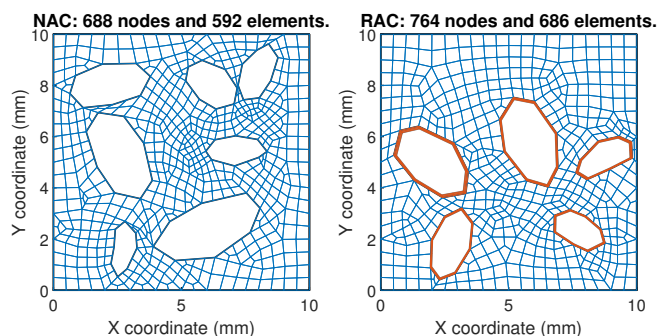 NAC: 688 nodes and 592 elements.
10
8
6
4
2
0
Y coordinate (mm)
0 5 10
X coordinate (mm)
RAC: 764 nodes and 686 elements.
10
8
6
4
2
0
Y coordinate (mm)
0 5 10
X coordinate (mm)